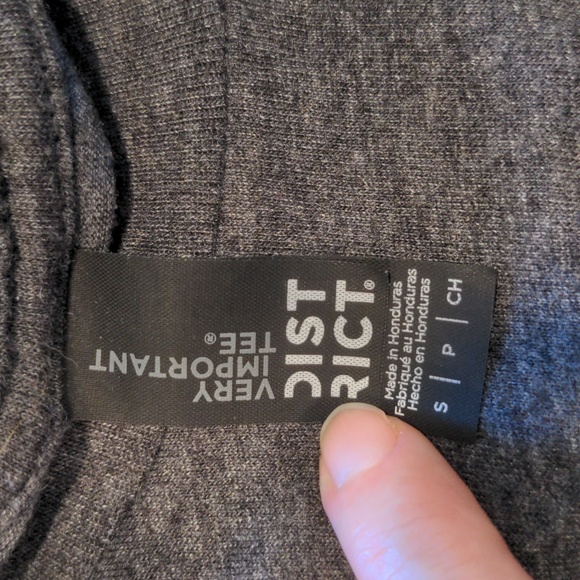 VERY
IMPORTANT
TEE®
DIST
RICT®
Made in Honduras
Fabriqué au Honduras
Hecho en Honduras
S | P | CH